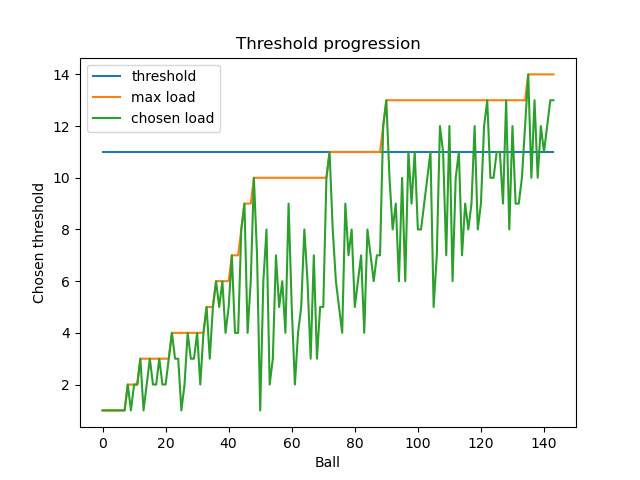 Threshold progression
threshold
max load
chosen load
Chosen threshold
14
12
10
8
6
4
2
0 20 40 60 80 100 120 140
Ball